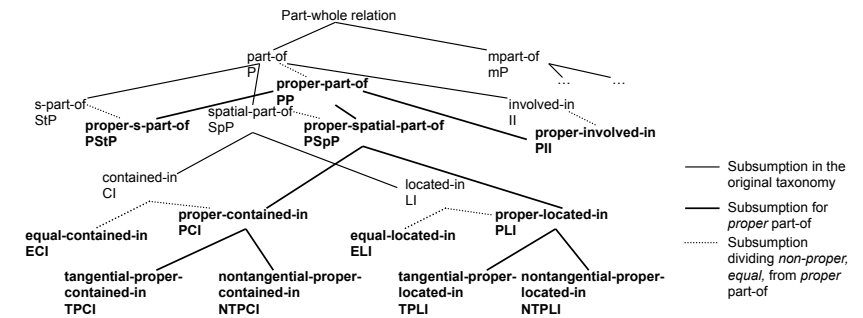 Part-whole relation
part-of
P
mpart-of
mP
... ...
proper-part-of
PP
s-part-of
StP
proper-s-part-of
PStP
spatial-part-of
SpP
proper-spatial-part-of
PSpP
involved-in
II
proper-involved-in
PII
contained-in
CI
located-in
LI
proper-contained-in
PCI
proper-located-in
PLI
equal-contained-in
ECI
equal-located-in
ELI
tangential-proper-
contained-in
TPCI
nontangential-proper-
contained-in
NTPCI
tangential-proper-
located-in
TPLI
nontangential-proper-
located-in
NTPLI
Subsumption in the
original taxonomy
Subsumption for
proper part-of
Subsumption
dividing non-proper,
equal, from proper
part-of